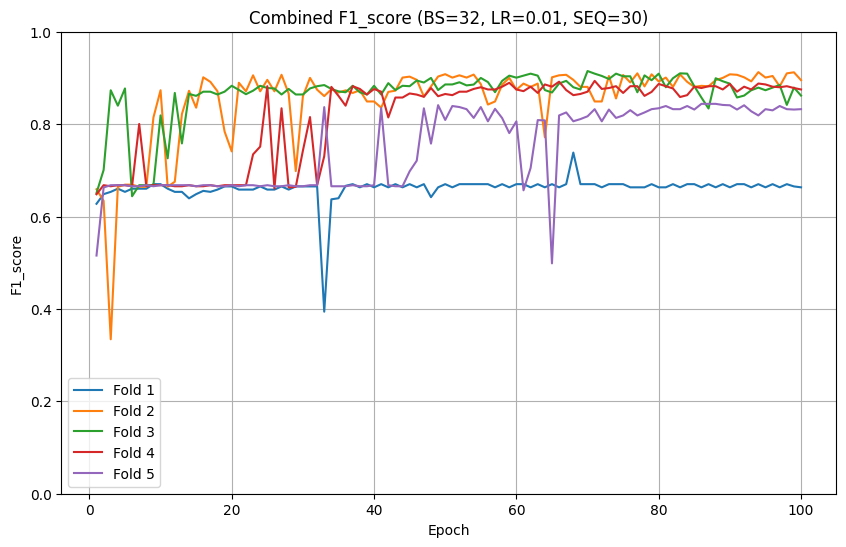 Combined F1_score (BS=32, LR=0.01, SEQ=30)
1.0
0.8
0.6
0.4
0.2
0.0
F1_score
Fold 1
Fold 2
Fold 3
Fold 4
Fold 5
0 20 40 60 80 100
Epoch